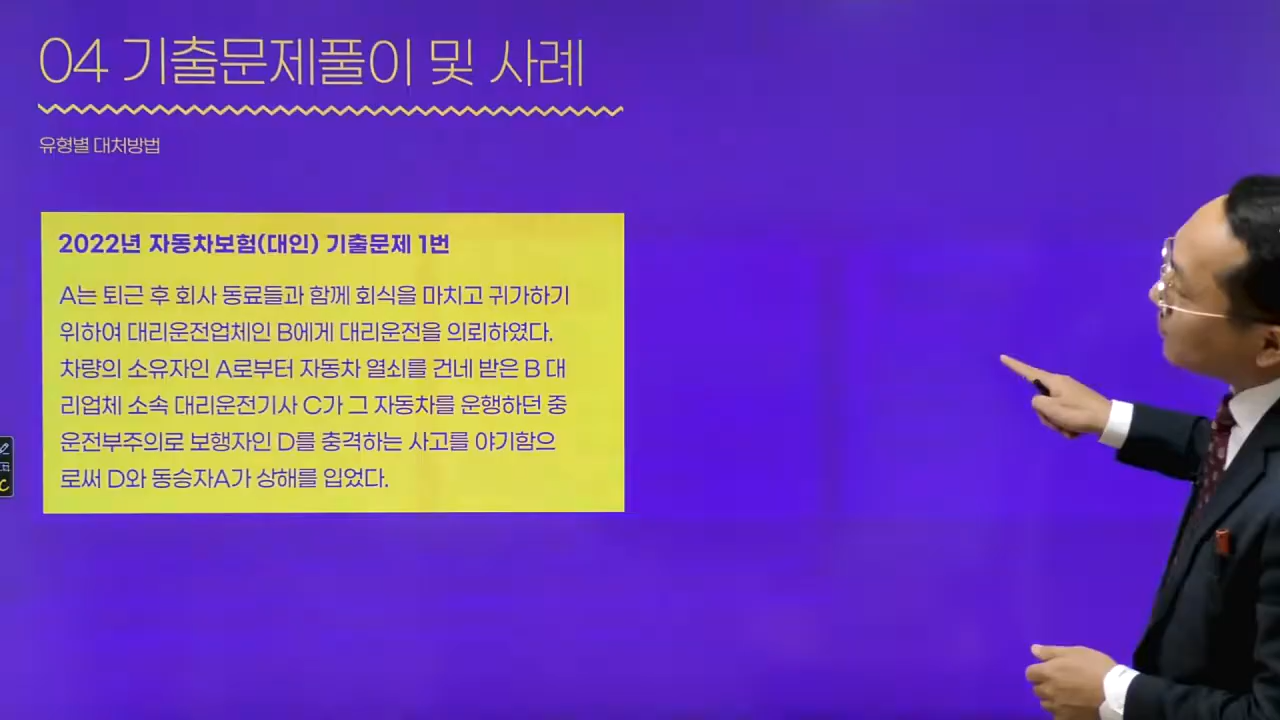 04 기출문제풀이 및 사례
유형별 대처방법
2022년 자동차보험(대인) 기출문제 1번
A는 퇴근 후 회사 동료들과 함께 회식을 마치고 귀가하기
위하여 대리운전업체인 B에게 대리운전을 의뢰하였다.
차량의 소유자인 A로부터 자동차 열쇠를 건네 받은 B 대
리업체 소속 대리운전기사 C가 그 자동차를 운행하던 중
운전부주의로 보행자인 D를 충격하는 사고를 야기함으
로써 D와 동승자A가 상해를 입었다.